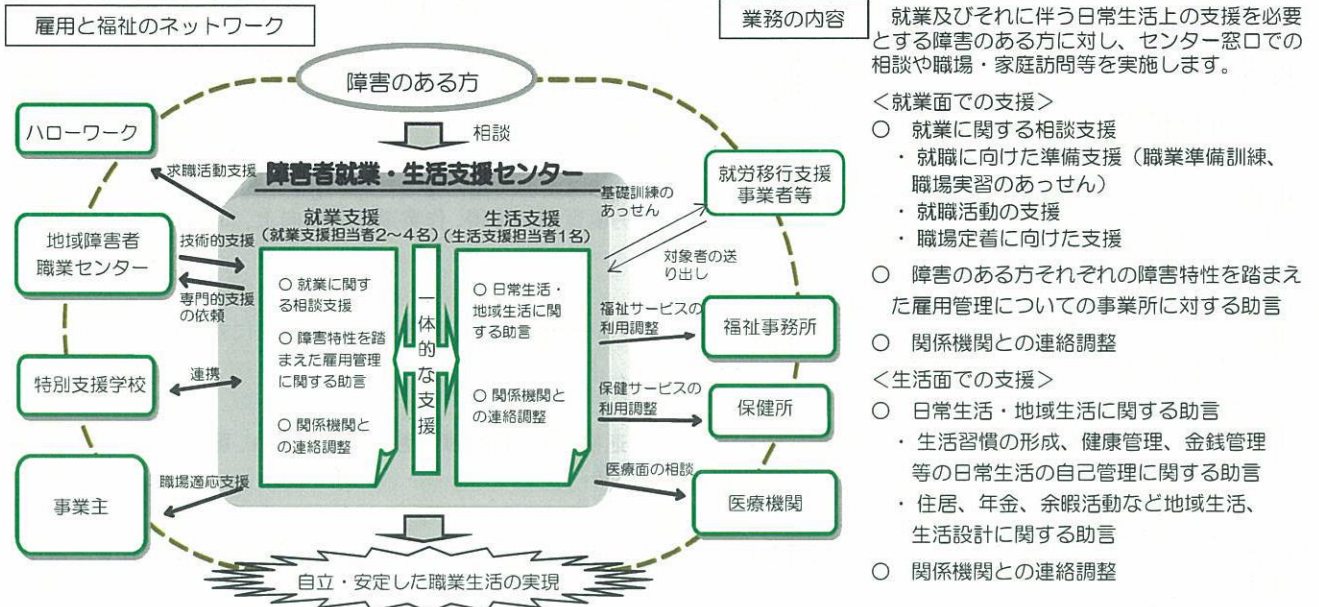 雇用と福祉のネットワーク
障害のある方
相談
ハローワーク
求職活動支援
地域障害者
職業センター
技術的支援
専門的支援
の依頼
特別支援学校
連携
事業主
職場適応支援
障害者就業・生活支援センター
就業支援
(就業支援担当者2～4名)
○ 就業に関す
る相談支援
○ 障害特性を踏
まえた雇用管理
に関する助言
○ 関係機関と
の連絡調整
一体的な支援
生活支援
(生活支援担当者1名)
○ 日常生活・
地域生活に関
する助言
○ 関係機関と
の連絡調整
基礎訓練の
あっせん
対象者の送
り出し
就労移行支援
事業者等
福祉サービスの
利用調整
福祉事務所
保健サービスの
利用調整
保健所
医療面の相談
医療機関
自立・安定した職業生活の実現
業務の内容
就業及びそれに伴う日常生活上の支援を必要
とする障害のある方に対し、センター窓口での
相談や職場・家庭訪問等を実施します。
＜就業面での支援＞
○ 就業に関する相談支援
・就職に向けた準備支援（職業準備訓練、
職場実習のあっせん）
・就職活動の支援
・職場定着に向けた支援
○ 障害のある方それぞれの障害特性を踏まえ
た雇用管理についての事業所に対する助言
○ 関係機関との連絡調整
＜生活面での支援＞
○ 日常生活・地域生活に関する助言
・生活習慣の形成、健康管理、金銭管理
等の日常生活の自己管理に関する助言
・住居、年金、余暇活動など地域生活、
生活設計に関する助言
○ 関係機関との連絡調整